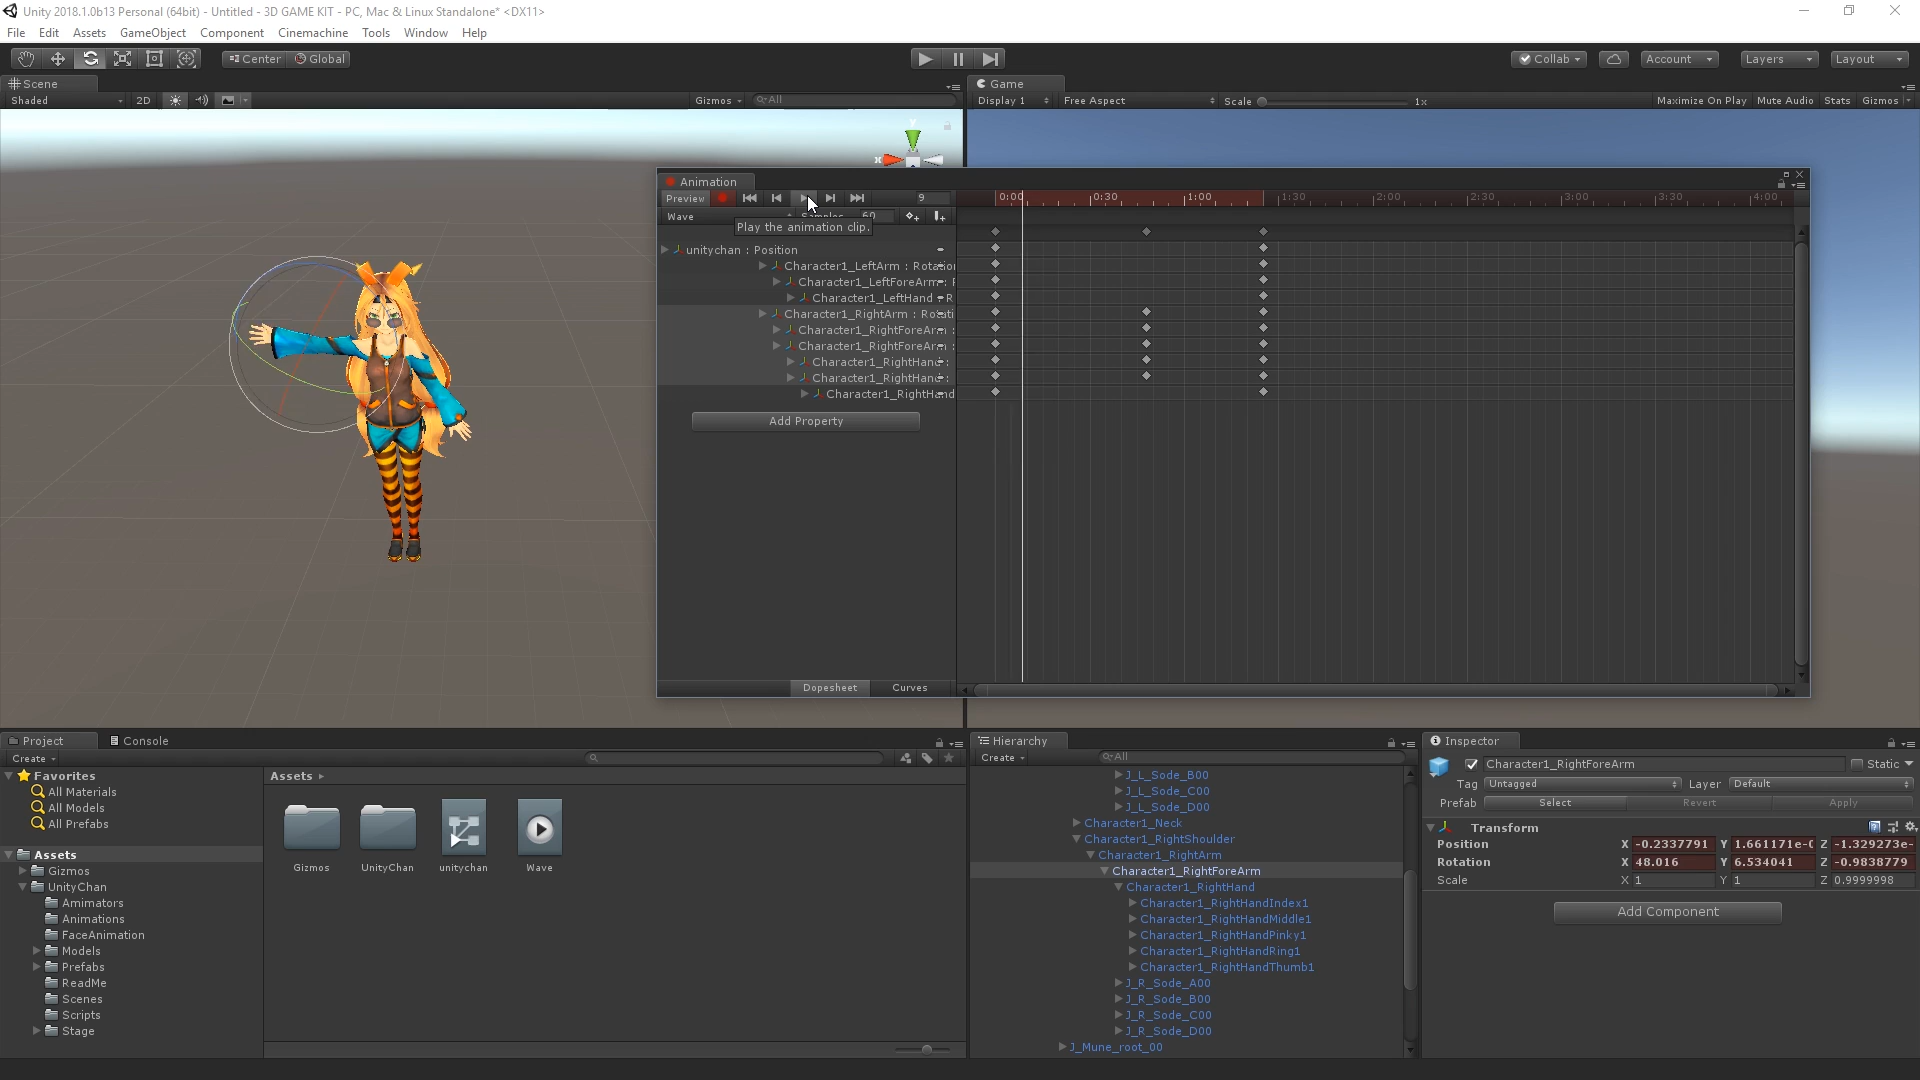 Unity 2018.1.0b13 Personal (64bit) - Untitled - 3D GAME KIT - PC, Mac & Linux Standalone* <DX11>
File Edit Assets GameObject Component Cinemachine Tools Window Help
Center Global Collab Account Layers Layout
Scene
Shaded 2D Gizmos All
Game
Display 1 Free Aspect Scale 1x Maximize On Play Mute Audio Stats Gizmos
Y
X
Animation
Preview 9 0:00 0:30 1:00 1:30 2:00 2:30 3:00 3:30 4:00
Wave Samples 60
Play the animation clip.
unitychan : Position
Character1_LeftArm : Rotation
Character1_LeftForeArm :
Character1_LeftHand : R
Character1_RightArm : Rotati
Character1_RightForeArm :
Character1_RightForeArm :
Character1_RightHand :
Character1_RightHand :
Character1_RightHand
Add Property
Dopesheet Curves
Project Console
Create
Favorites
All Materials
All Models
All Prefabs
Assets
Gizmos
UnityChan
Amimators
Animations
FaceAnimation
Models
Prefabs
ReadMe
Scenes
Scripts
Stage
Assets
Gizmos UnityChan unitychan Wave
Hierarchy
Create All
J_L_Sode_B00
J_L_Sode_C00
J_L_Sode_D00
Character1_Neck
Character1_RightShoulder
Character1_RightArm
Character1_RightForeArm
Character1_RightHand
Character1_RightHandIndex1
Character1_RightHandMiddle1
Character1_RightHandPinky1
Character1_RightHandRing1
Character1_RightHandThumb1
J_R_Sode_A00
J_R_Sode_B00
J_R_Sode_C00
J_R_Sode_D00
J_Mune_root_00
Inspector
Character1_RightForeArm Static
Tag Untagged Layer Default
Prefab Select Revert Apply
Transform
Position X -0.2337791 Y 1.661171e-0 Z -1.329273e-
Rotation X 48.016 Y 6.534041 Z -0.9838779
Scale X 1 Y 1 Z 0.9999998
Add Component